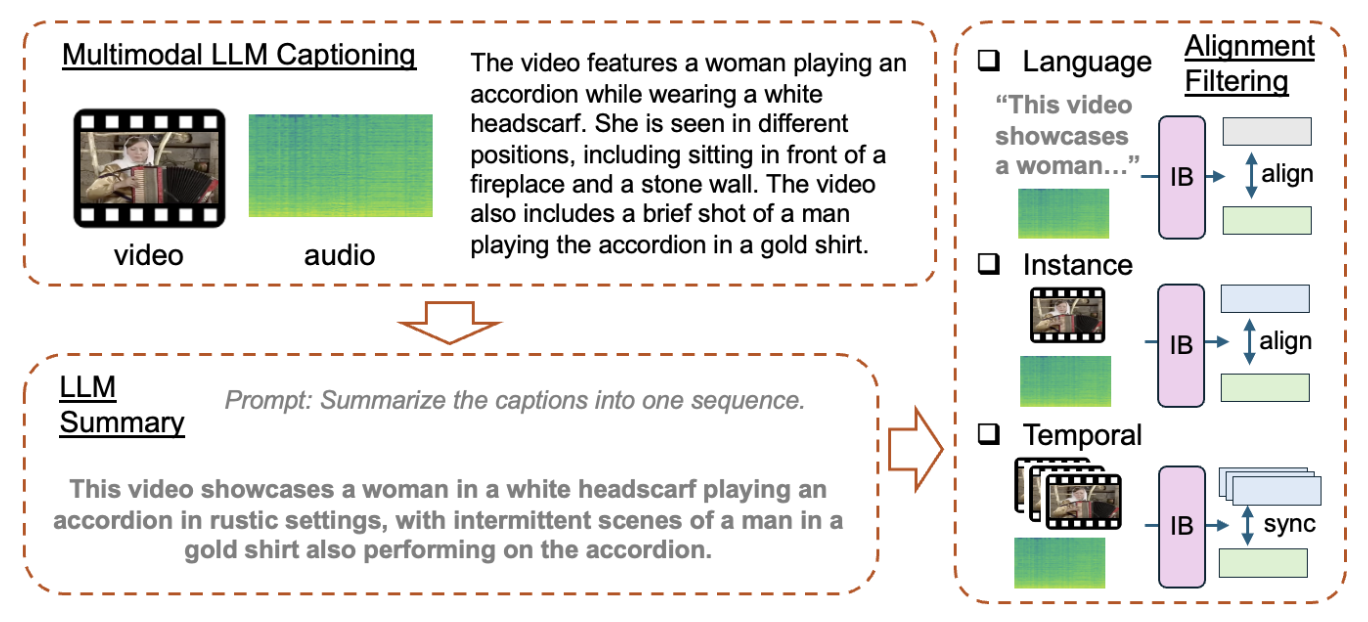 Multimodal LLM Captioning
video
audio
The video features a woman playing an
accordion while wearing a white
headscarf. She is seen in different
positions, including sitting in front of a
fireplace and a stone wall. The video
also includes a brief shot of a man
playing the accordion in a gold shirt.
LLM
Summary
Prompt: Summarize the captions into one sequence.
This video showcases a woman in a white headscarf playing an
accordion in rustic settings, with intermittent scenes of a man in a
gold shirt also performing on the accordion.
Alignment
Filtering
Language
“This video
showcases
a woman…”
IB
align
Instance
IB
align
Temporal
IB
sync